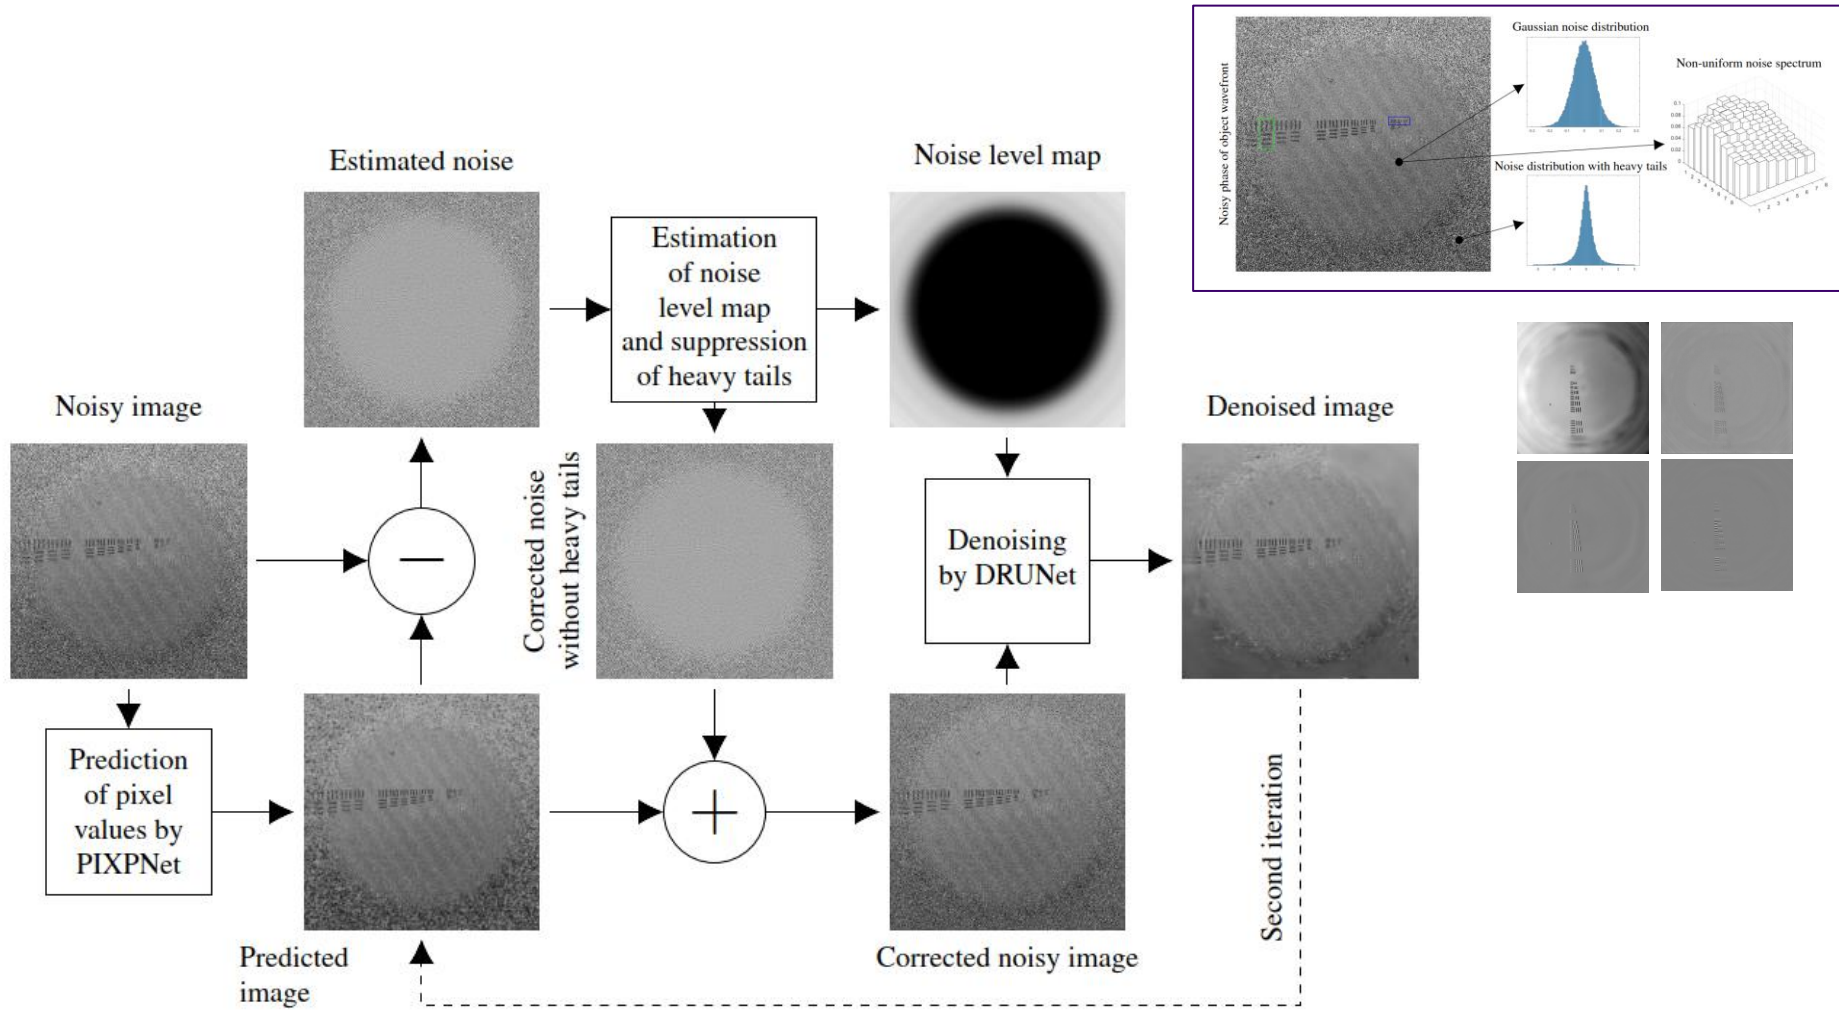 Noisy phase of object wavefront
Gaussian noise distribution
Non-uniform noise spectrum
Noise distribution with heavy tails
Estimated noise
Noise level map
Estimation
of noise
level map
and suppression
of heavy tails
Noisy image
Corrected noise
without heavy tails
Denoised image
Denoising
by DRUNet
Prediction
of pixel
values by
PIXPNet
Predicted
image
Corrected noisy image
Second iteration